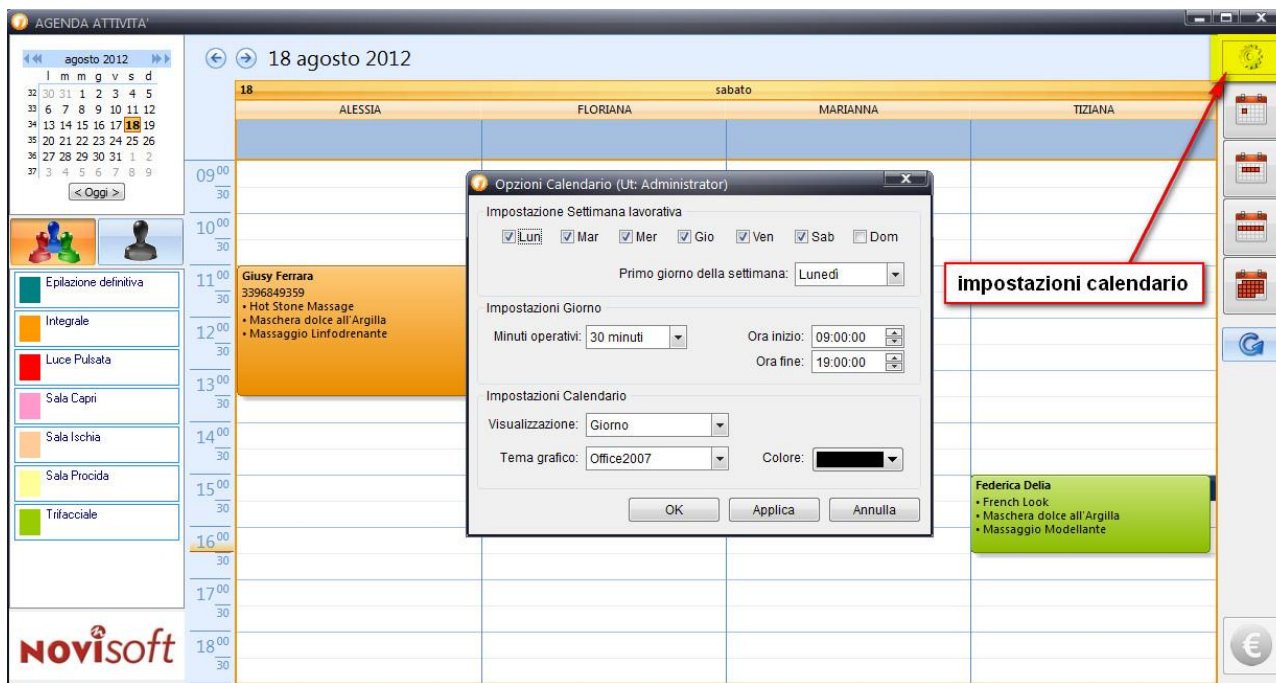 AGENDA ATTIVITA'
agosto 2012
l m m g v s d
32 30 31 1 2 3 4 5
33 6 7 8 9 10 11 12
34 13 14 15 16 17 18 19
35 20 21 22 23 24 25 26
36 27 28 29 30 31 1 2
37 3 4 5 6 7 8 9
< Oggi >
Epilazione definitiva
Integrale
Luce Pulsata
Sala Capri
Sala Ischia
Sala Procida
Trifacciale
NOVISOFT
18 agosto 2012
18 sabato
ALESSIA FLORIANA MARIANNA TIZIANA
09 00
30
10 00
30
11 00
30
12 00
30
13 00
30
14 00
30
15 00
30
16 00
30
17 00
30
18 00
30
Giusy Ferrara
3396849359
• Hot Stone Massage
• Maschera dolce all'Argilla
• Massaggio Linfodrenante
Opzioni Calendario (Ut: Administrator)
Impostazione Settimana lavorativa
Lun Mar Mer Gio Ven Sab Dom
Primo giorno della settimana: Lunedì
Impostazioni Giorno
Minuti operativi: 30 minuti Ora inizio: 09:00:00
Ora fine: 19:00:00
Impostazioni Calendario
Visualizzazione: Giorno
Tema grafico: Office2007 Colore:
OK Applica Annulla
impostazioni calendario
Federica Delia
• French Look
• Maschera dolce all'Argilla
• Massaggio Modellante
€